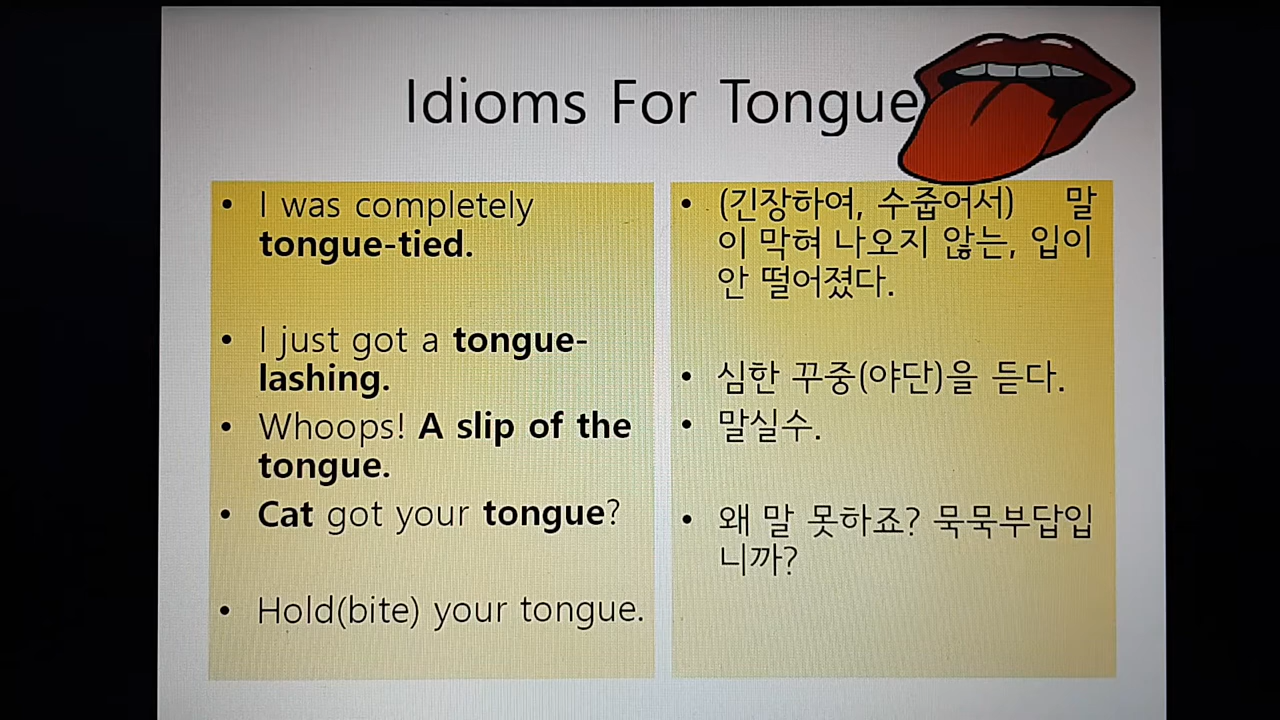 Idioms For Tongue
• I was completely
tongue-tied.
• I just got a tongue-
lashing.
• Whoops! A slip of the
tongue.
• Cat got your tongue?
• Hold(bite) your tongue.
• (긴장하여, 수줍어서) 말
이 막혀 나오지 않는, 입이
안 떨어졌다.
• 심한 꾸중(야단)을 듣다.
• 말실수.
• 왜 말 못하죠? 묵묵부답입
니까?